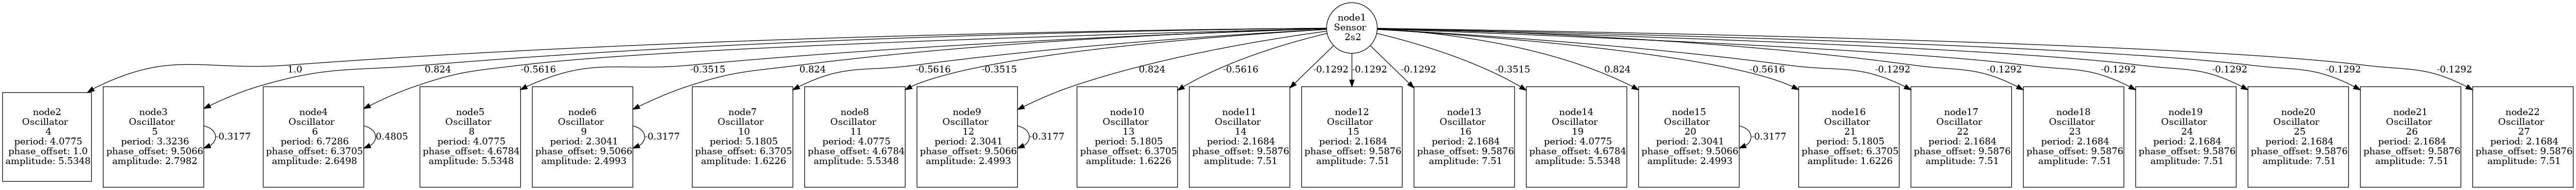 node1
Sensor
2s2
1.0
0.824
-0.5616
-0.3515
0.824
-0.5616
-0.3515
0.824
-0.5616
-0.1292
-0.1292
-0.1292
-0.3515
0.824
-0.5616
-0.1292
-0.1292
-0.1292
-0.1292
-0.1292
-0.1292
node2
Oscillator
4
period: 4.0775
phase_offset: 1.0
amplitude: 5.5348
node3
Oscillator
5
period: 3.3236
phase_offset: 9.5066
amplitude: 2.7982
-0.3177
node4
Oscillator
6
period: 6.7286
phase_offset: 6.3705
amplitude: 2.6498
0.4805
node5
Oscillator
8
period: 4.0775
phase_offset: 4.6784
amplitude: 5.5348
node6
Oscillator
9
period: 2.3041
phase_offset: 9.5066
amplitude: 2.4993
-0.3177
node7
Oscillator
10
period: 5.1805
phase_offset: 6.3705
amplitude: 1.6226
node8
Oscillator
11
period: 4.0775
phase_offset: 4.6784
amplitude: 5.5348
node9
Oscillator
12
period: 2.3041
phase_offset: 9.5066
amplitude: 2.4993
-0.3177
node10
Oscillator
13
period: 5.1805
phase_offset: 6.3705
amplitude: 1.6226
node11
Oscillator
14
period: 2.1684
phase_offset: 9.5876
amplitude: 7.51
node12
Oscillator
15
period: 2.1684
phase_offset: 9.5876
amplitude: 7.51
node13
Oscillator
16
period: 2.1684
phase_offset: 9.5876
amplitude: 7.51
node14
Oscillator
19
period: 4.0775
phase_offset: 4.6784
amplitude: 5.5348
node15
Oscillator
20
period: 2.3041
phase_offset: 9.5066
amplitude: 2.4993
-0.3177
node16
Oscillator
21
period: 5.1805
phase_offset: 6.3705
amplitude: 1.6226
node17
Oscillator
22
period: 2.1684
phase_offset: 9.5876
amplitude: 7.51
node18
Oscillator
23
period: 2.1684
phase_offset: 9.5876
amplitude: 7.51
node19
Oscillator
24
period: 2.1684
phase_offset: 9.5876
amplitude: 7.51
node20
Oscillator
25
period: 2.1684
phase_offset: 9.5876
amplitude: 7.51
node21
Oscillator
26
period: 2.1684
phase_offset: 9.5876
amplitude: 7.51
node22
Oscillator
27
period: 2.1684
phase_offset: 9.5876
amplitude: 7.51